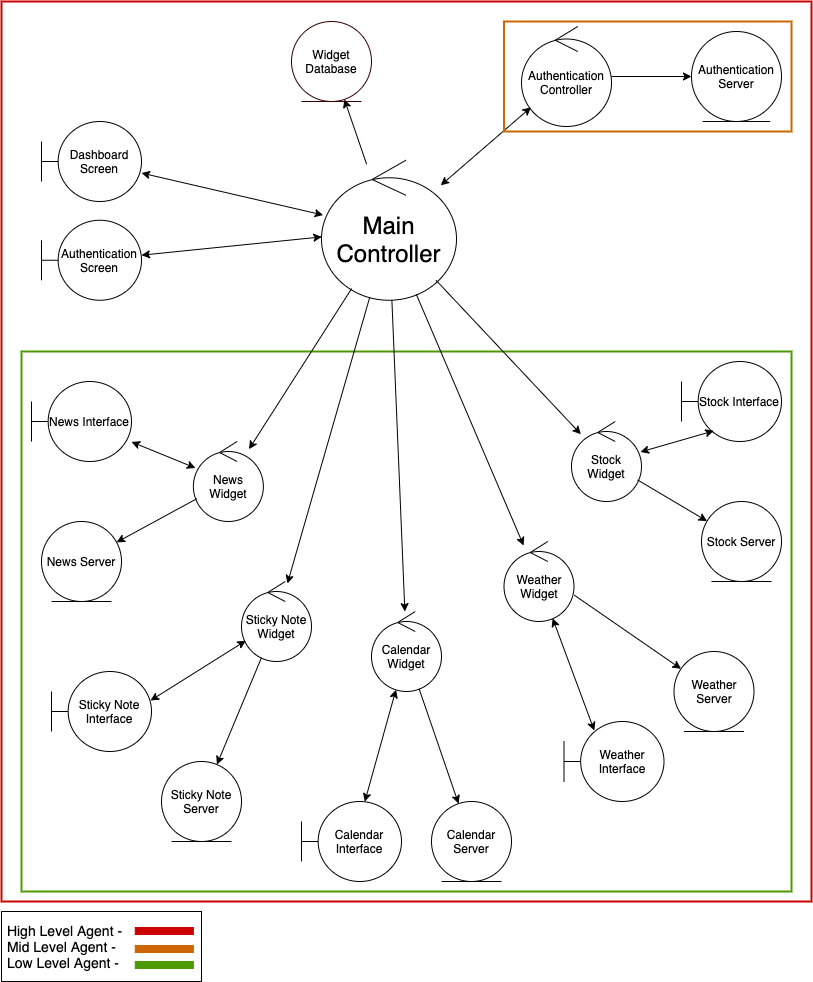 Widget
Database
Authentication
Controller
Authentication
Server
Dashboard
Screen
Main
Controller
Authentication
Screen
News Interface
Stock Interface
News
Widget
Stock
Widget
News Server
Stock Server
Weather
Widget
Sticky Note
Widget
Calendar
Widget
Weather
Server
Sticky Note
Interface
Weather
Interface
Sticky Note
Server
Calendar
Interface
Calendar
Server
High Level Agent -
Mid Level Agent -
Low Level Agent -